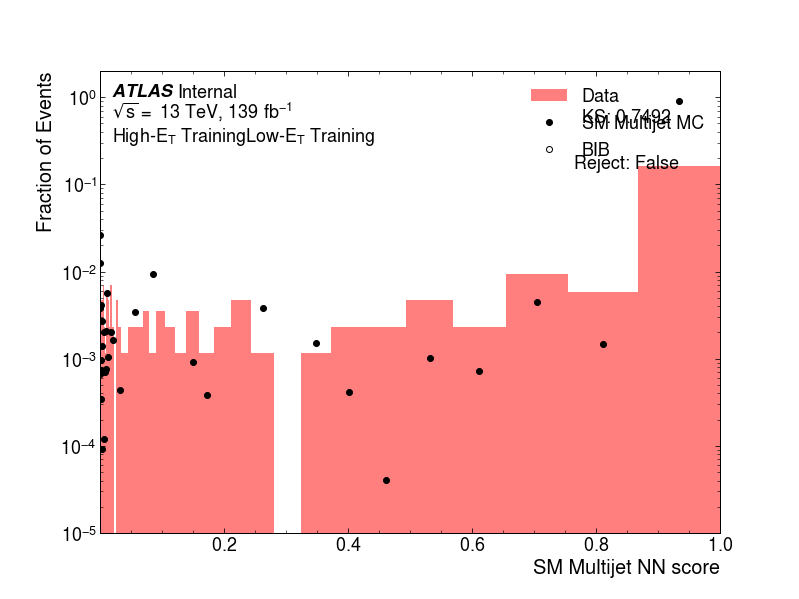 ATLAS Internal
√s = 13 TeV, 139 fb⁻¹
High-E_T TrainingLow-E_T Training
Data
KS: 0.7492
SM Multijet MC
BIB
Reject: False
Fraction of Events
10⁰
10⁻¹
10⁻²
10⁻³
10⁻⁴
10⁻⁵
0.2 0.4 0.6 0.8 1.0
SM Multijet NN score